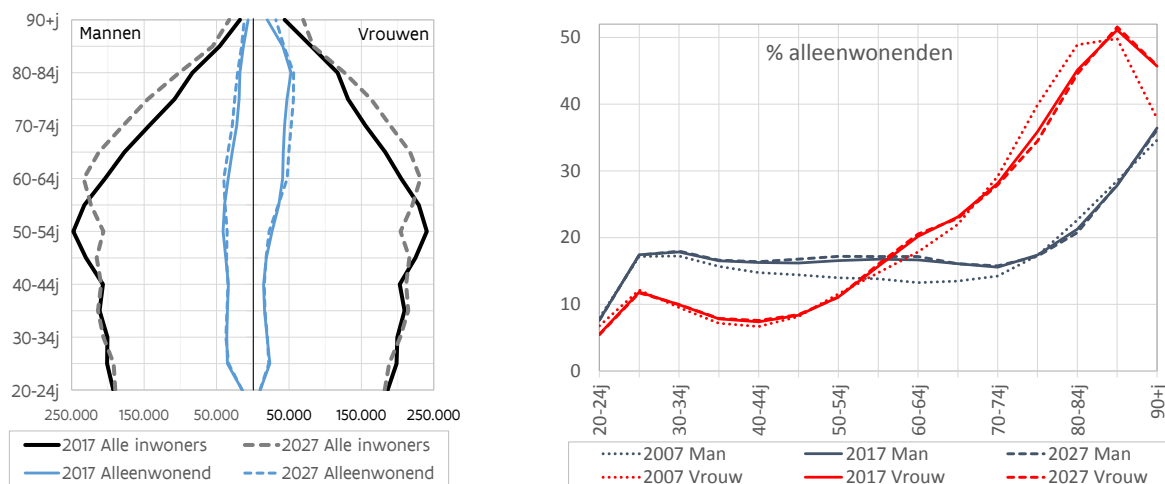 90+j
80-84j
70-74j
60-64j
50-54j
40-44j
30-34j
20-24j
Mannen
Vrouwen
250.000 150.000 50.000 50.000 150.000 250.000
2017 Alle inwoners 2027 Alle inwoners
2017 Alleenwonend 2027 Alleenwonend
% alleenwonenden
50
40
30
20
10
0
20-24j 30-34j 40-44j 50-54j 60-64j 70-74j 80-84j 90+j
2007 Man 2017 Man 2027 Man
2007 Vrouw 2017 Vrouw 2027 Vrouw